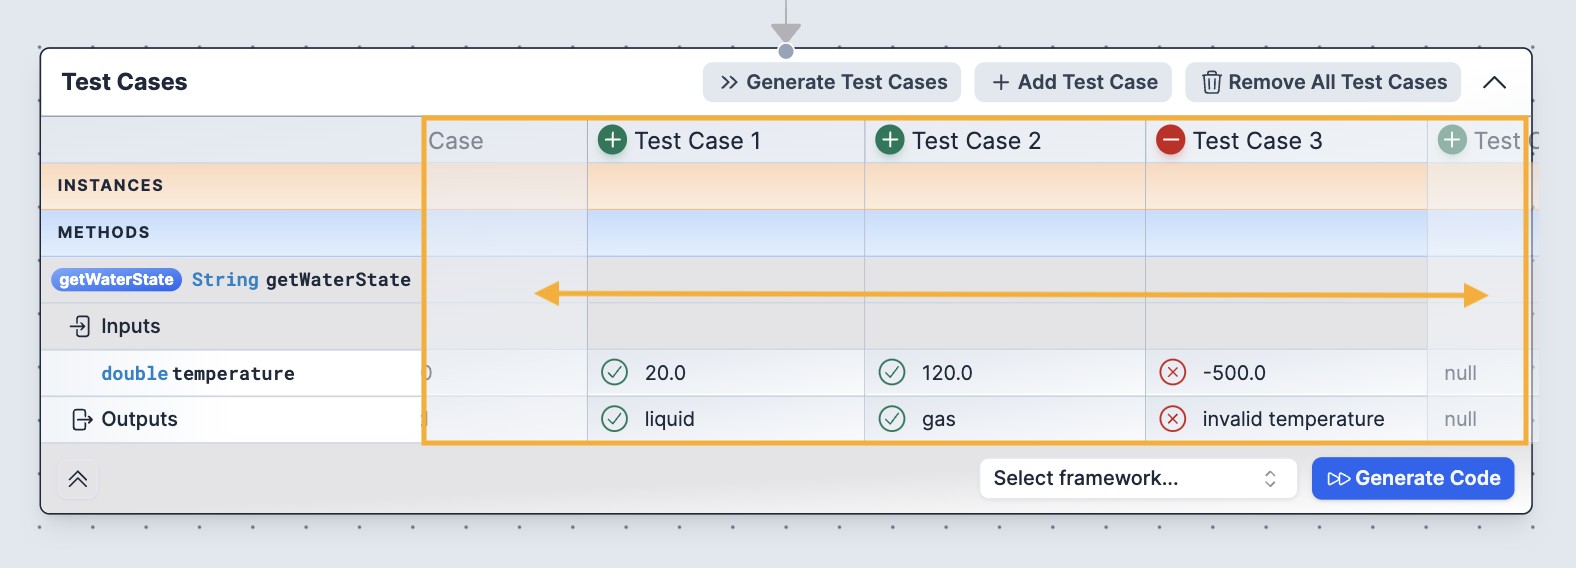 Test Cases
Generate Test Cases
Add Test Case
Remove All Test Cases
Case
Test Case 1
Test Case 2
Test Case 3
Test C
INSTANCES
METHODS
getWaterState String getWaterState
Inputs
double temperature
20.0
120.0
-500.0
null
Outputs
liquid
gas
invalid temperature
null
Select framework...
Generate Code